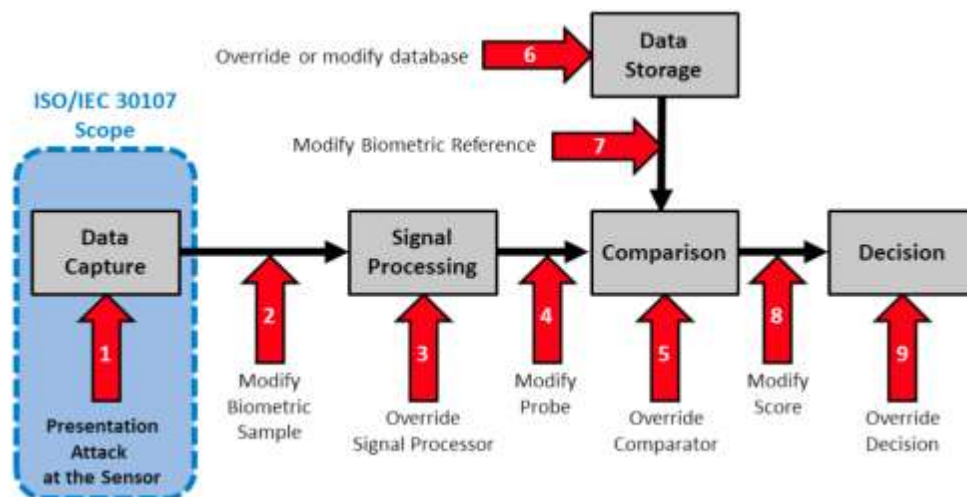 Override or modify database
6
Data
Storage
ISO/IEC 30107
Scope
Modify Biometric Reference
7
Data
Capture
Signal
Processing
Comparison
Decision
1
2
3
4
5
8
9
Presentation
Attack
at the Sensor
Modify
Biometric
Sample
Override
Signal Processor
Modify
Probe
Override
Comparator
Modify
Score
Override
Decision